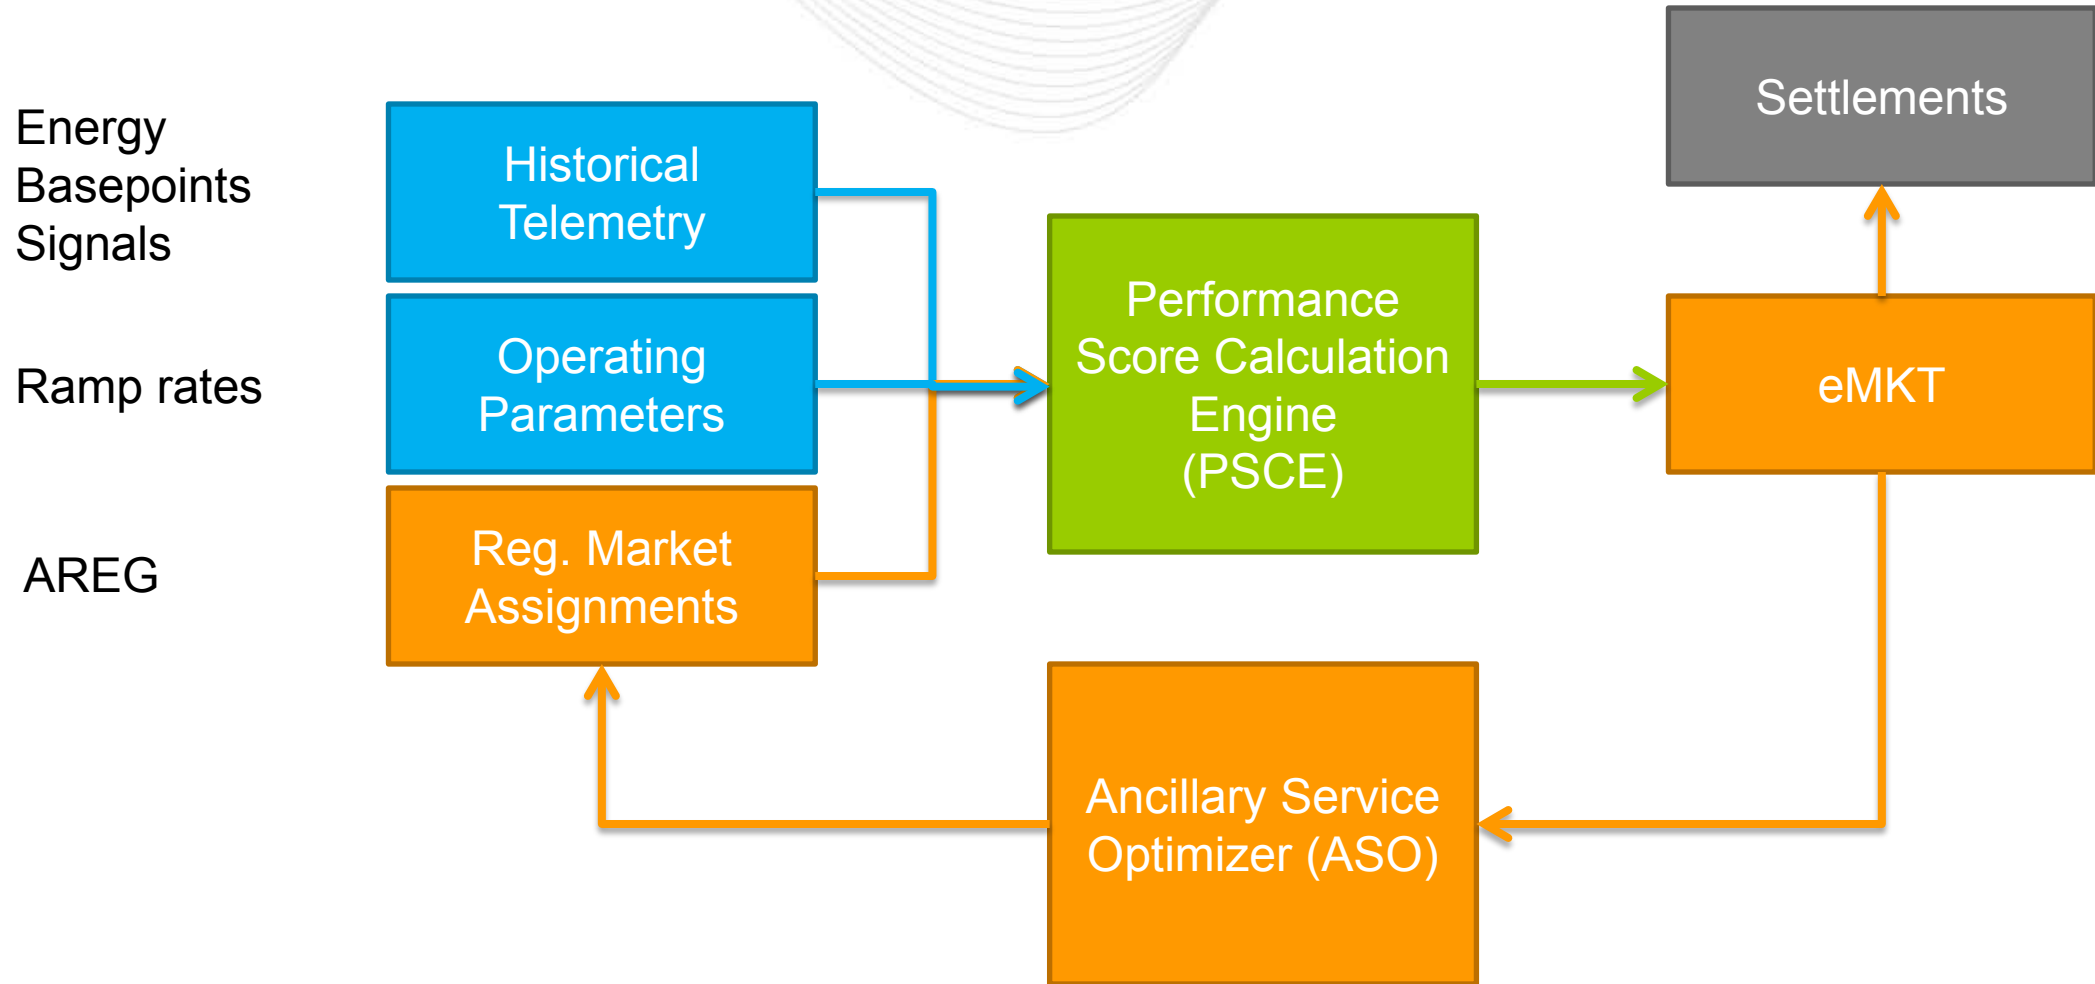 Energy
Basepoints
Signals
Historical
Telemetry
Ramp rates
Operating
Parameters
AREG
Reg. Market
Assignments
Performance
Score Calculation
Engine
(PSCE)
Settlements
eMKT
Ancillary Service
Optimizer (ASO)